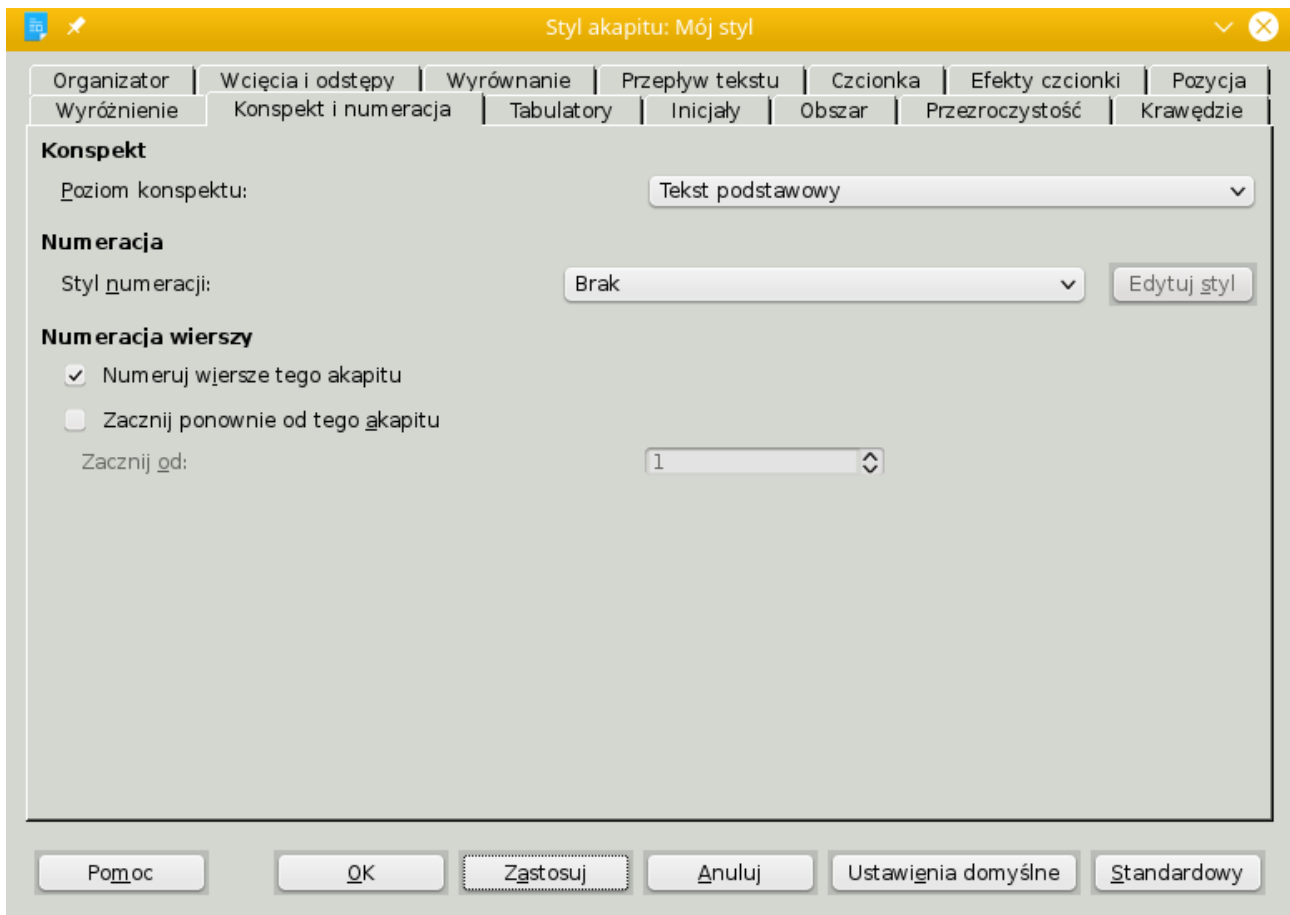 Styl akapitu: Mój styl
Organizator Wcięcia i odstępy Wyrównanie Przepływ tekstu Czcionka Efekty czcionki Pozycja
Wyróżnienie Konspekt i numeracja Tabulatory Inicjały Obszar Przezroczystość Krawędzie
Konspekt
Poziom konspektu: Tekst podstawowy
Numeracja
Styl numeracji: Brak Edytuj styl
Numeracja wierszy
Numeruj wiersze tego akapitu
Zacznij ponownie od tego akapitu
Zacznij od: 1
Pomoc OK Zastosuj Anuluj Ustawienia domyślne Standardowy